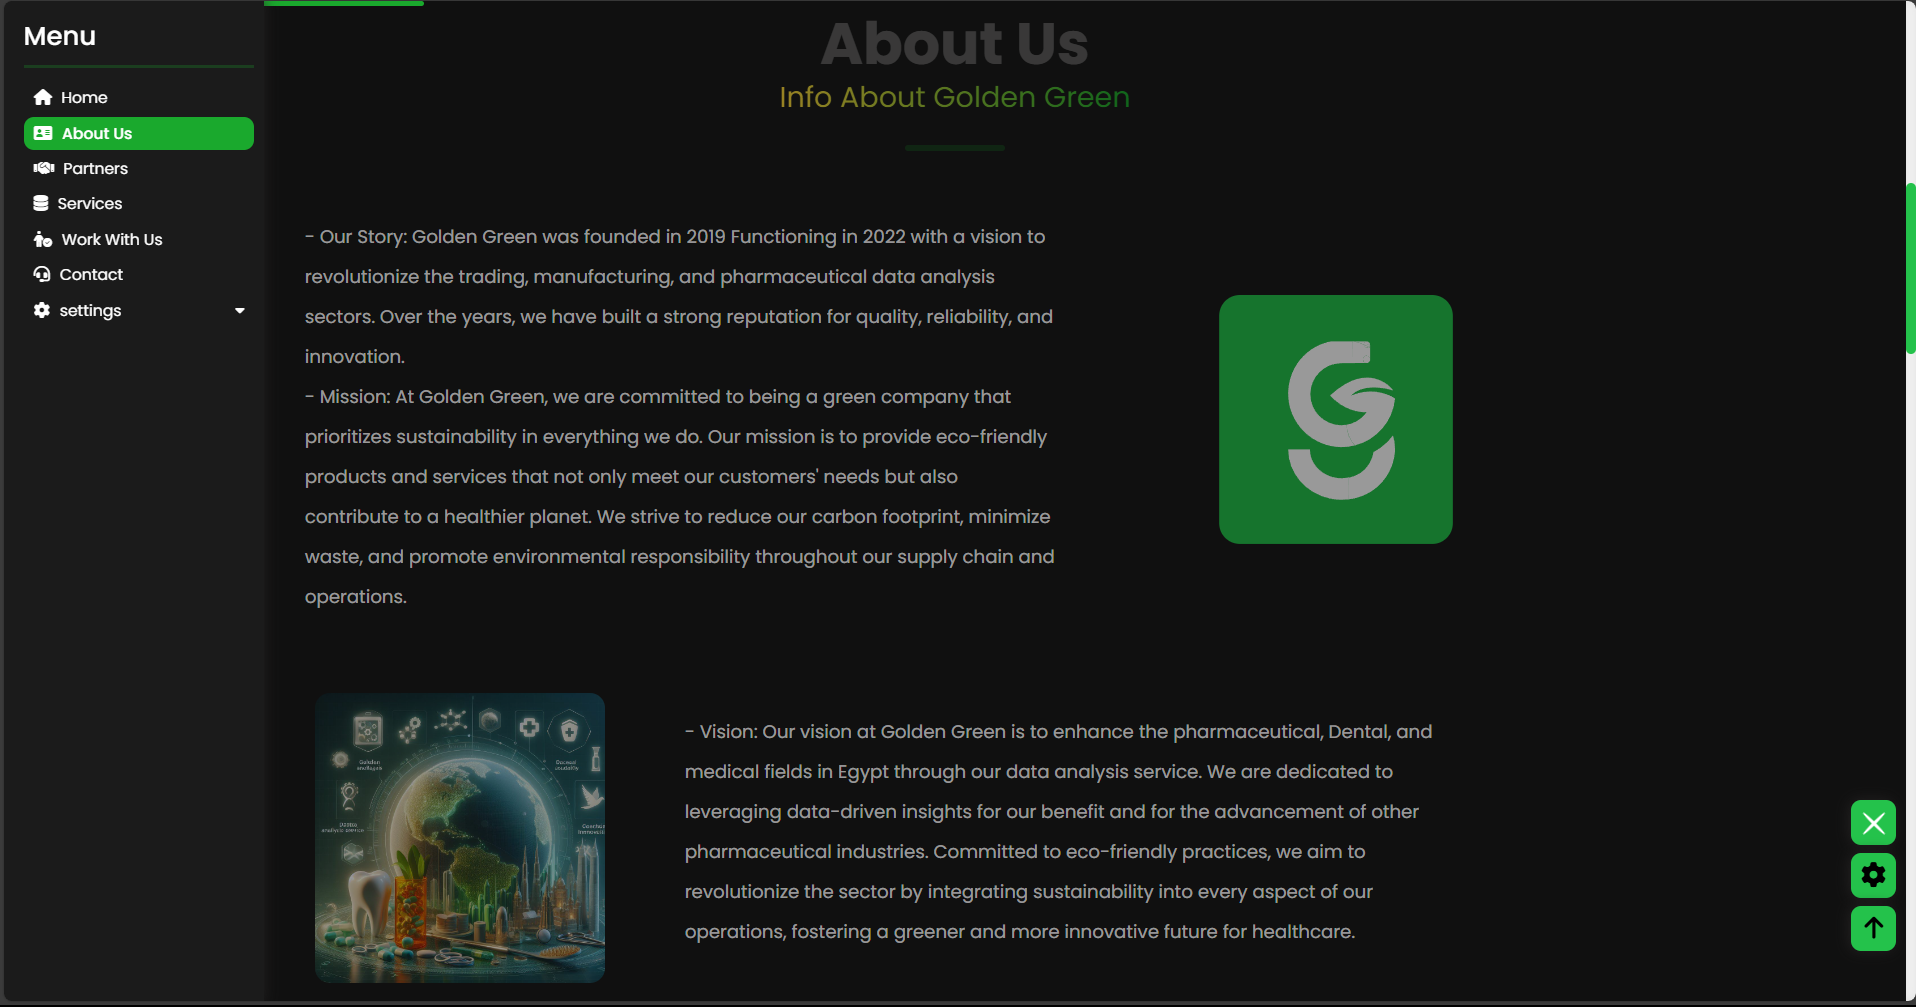 Menu
Home
About Us
Partners
Services
Work With Us
Contact
settings
About Us
Info About Golden Green
- Our Story: Golden Green was founded in 2019 Functioning in 2022 with a vision to
revolutionize the trading, manufacturing, and pharmaceutical data analysis
sectors. Over the years, we have built a strong reputation for quality, reliability, and
innovation.
- Mission: At Golden Green, we are committed to being a green company that
prioritizes sustainability in everything we do. Our mission is to provide eco-friendly
products and services that not only meet our customers' needs but also
contribute to a healthier planet. We strive to reduce our carbon footprint, minimize
waste, and promote environmental responsibility throughout our supply chain and
operations.
- Vision: Our vision at Golden Green is to enhance the pharmaceutical, Dental, and
medical fields in Egypt through our data analysis service. We are dedicated to
leveraging data-driven insights for our benefit and for the advancement of other
pharmaceutical industries. Committed to eco-friendly practices, we aim to
revolutionize the sector by integrating sustainability into every aspect of our
operations, fostering a greener and more innovative future for healthcare.